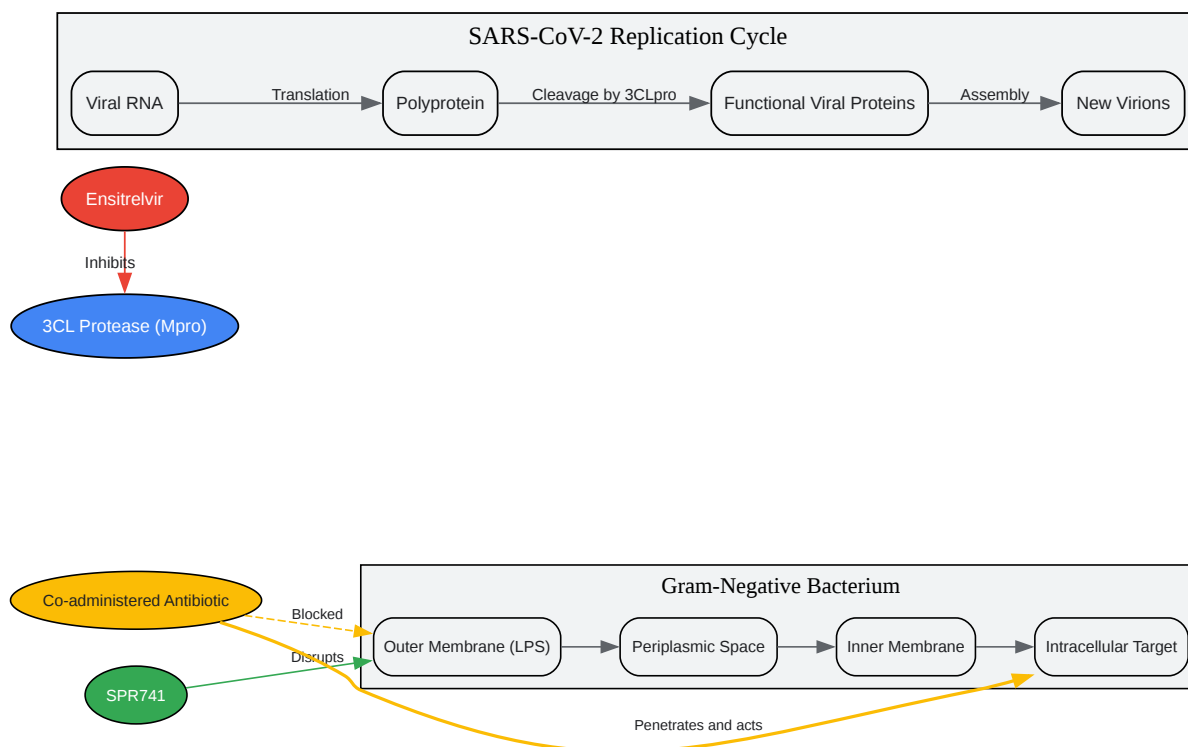 SARS-CoV-2 Replication Cycle
Viral RNA
Translation
Polyprotein
Cleavage by 3CLpro
Functional Viral Proteins
Assembly
New Virions
Ensitrelvir
Inhibits
3CL Protease (Mpro)
Gram-Negative Bacterium
Co-administered Antibiotic
Blocked
Outer Membrane (LPS)
Periplasmic Space
Inner Membrane
Intracellular Target
Disrupts
SPR741
Penetrates and acts